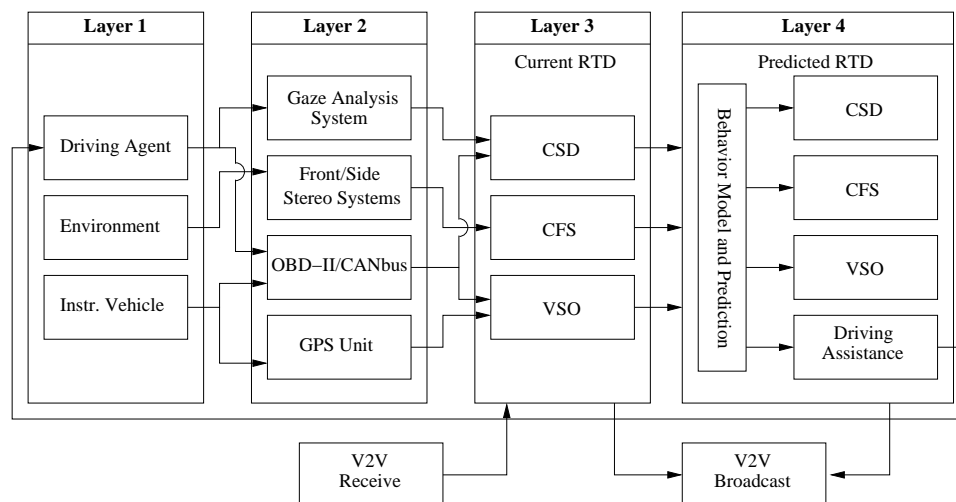 Layer 1
Layer 2
Layer 3
Layer 4
Driving Agent
Environment
Instr. Vehicle
Gaze Analysis
System
Front/Side
Stereo Systems
OBD−II/CANbus
GPS Unit
Current RTD
CSD
CFS
VSO
Predicted RTD
Behavior Model and Prediction
CSD
CFS
VSO
Driving
Assistance
V2V
Receive
V2V
Broadcast